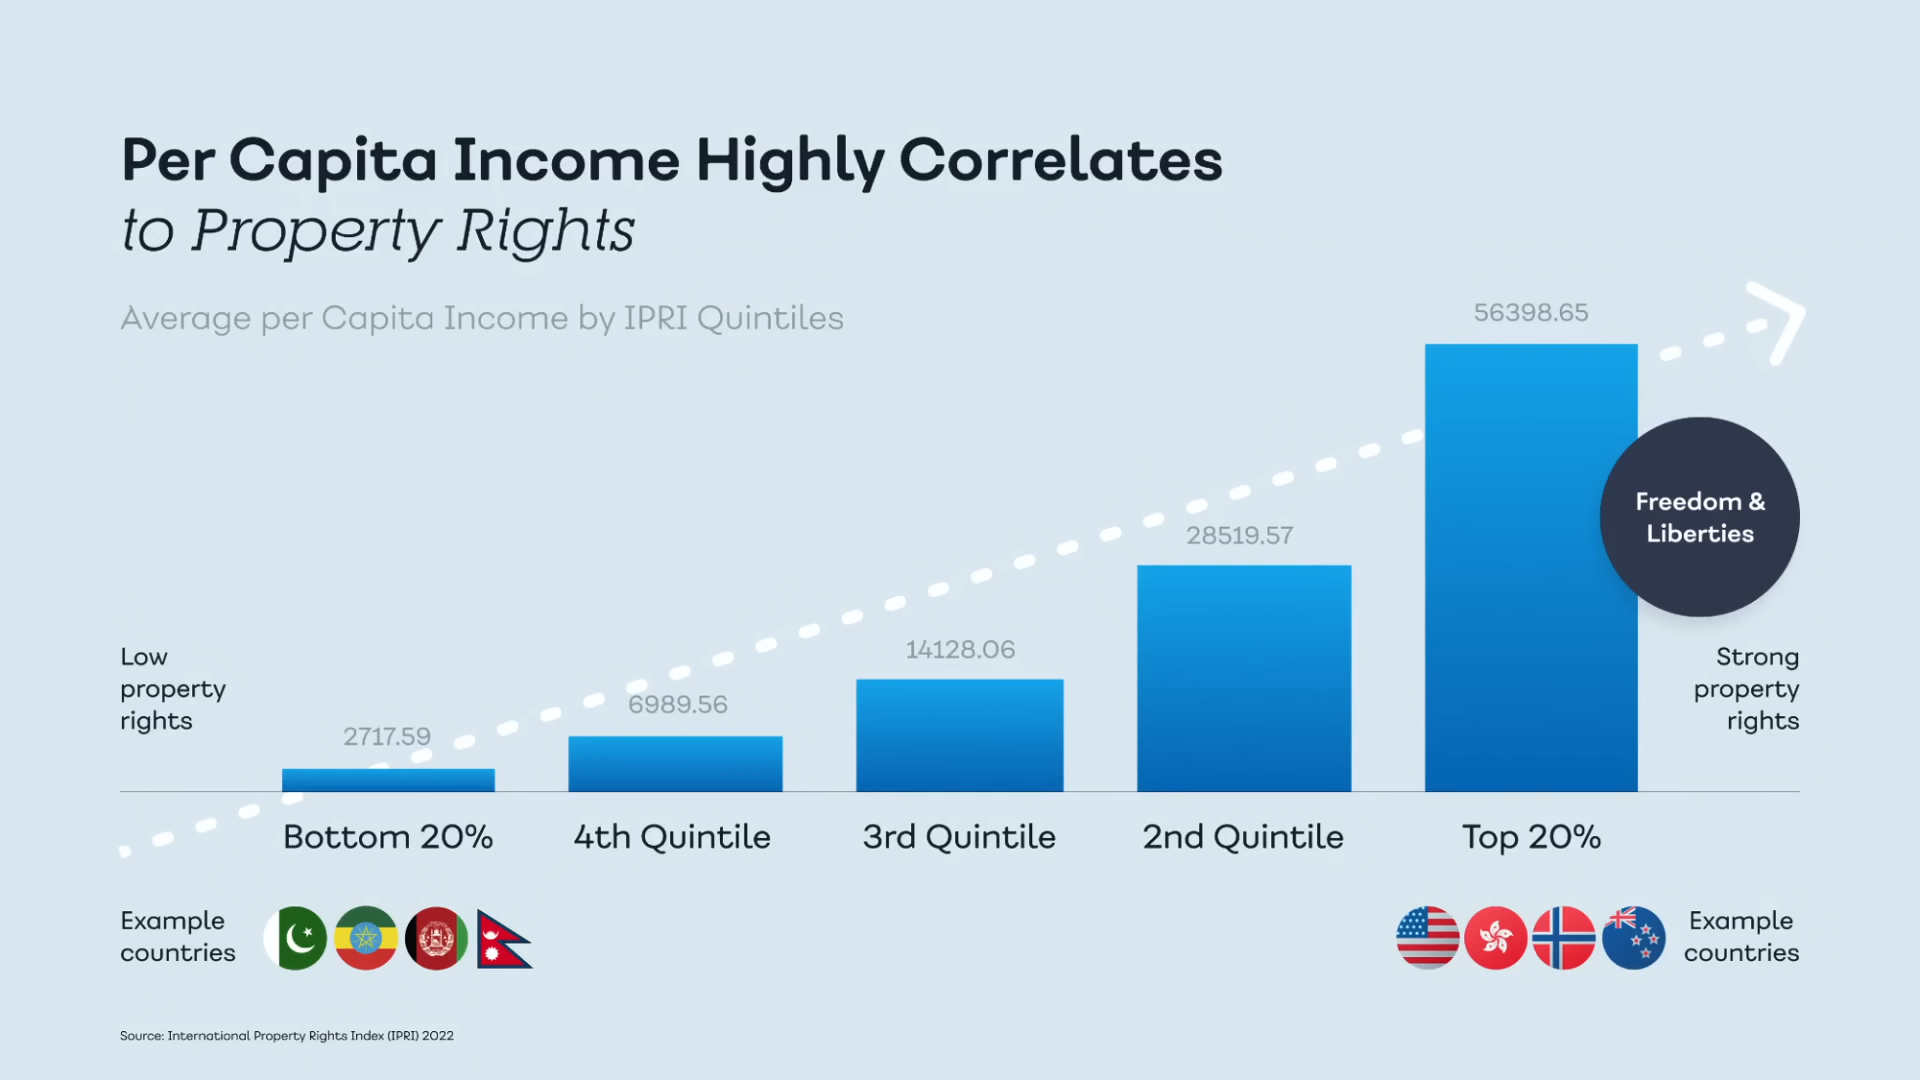 Per Capita Income Highly Correlates
to Property Rights
Average per Capita Income by IPRI Quintiles
56398.65
28519.57
14128.06
6989.56
2717.59
Freedom &
Liberties
Low
property
rights
Strong
property
rights
Bottom 20%
4th Quintile
3rd Quintile
2nd Quintile
Top 20%
Example
countries
Example
countries
Source: International Property Rights Index (IPRI) 2022